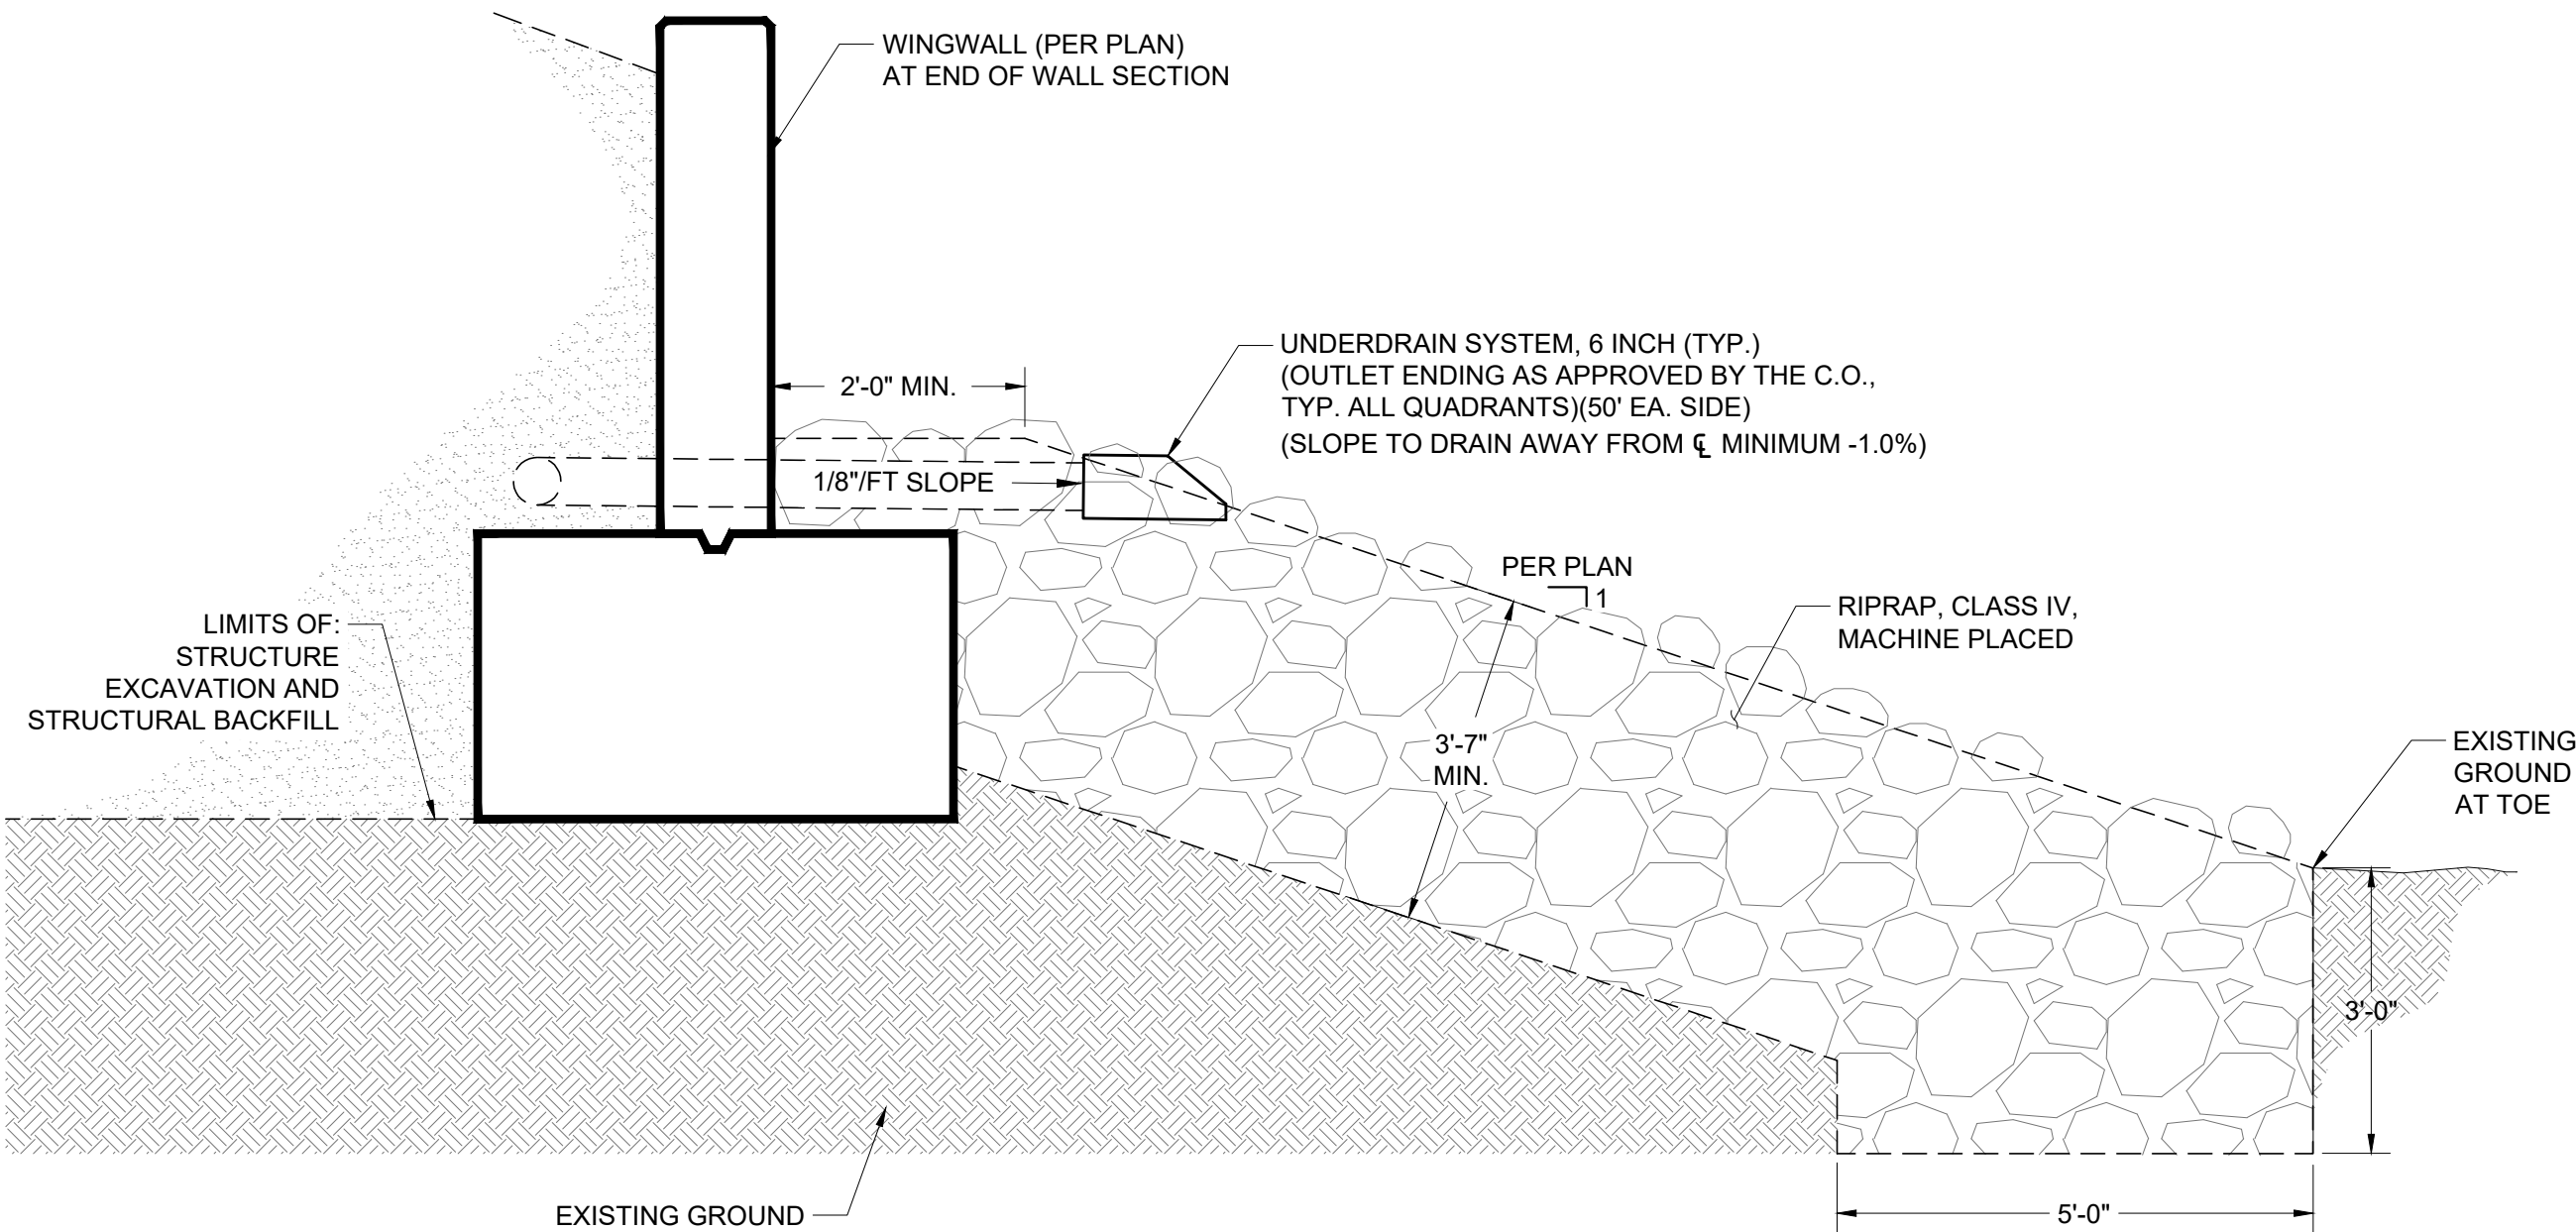 WINGWALL (PER PLAN)
AT END OF WALL SECTION
UNDERDRAIN SYSTEM, 6 INCH (TYP.)
(OUTLET ENDING AS APPROVED BY THE C.O.,
TYP. ALL QUADRANTS)(50' EA. SIDE)
(SLOPE TO DRAIN AWAY FROM ℄ MINIMUM -1.0%)
2'-0" MIN.
1/8"/FT SLOPE
PER PLAN
1
RIPRAP, CLASS IV,
MACHINE PLACED
LIMITS OF:
STRUCTURE
EXCAVATION AND
STRUCTURAL BACKFILL
3'-7"
MIN.
EXISTING
GROUND
AT TOE
3'-0"
EXISTING GROUND
5'-0"